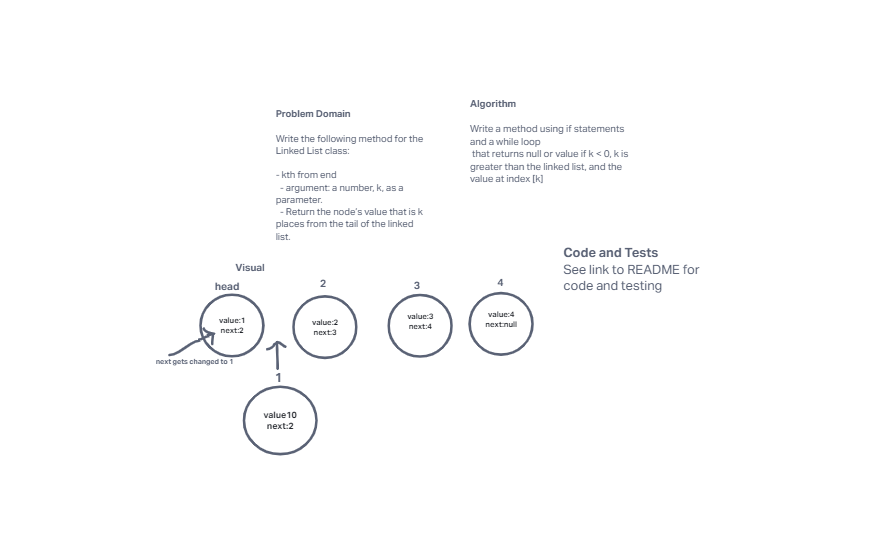 Problem Domain
Write the following method for the
Linked List class:
- kth from end
- argument: a number, k, as a
parameter.
- Return the node's value that is k
places from the tail of the linked
list.
Algorithm
Write a method using if statements
and a while loop
that returns null or value if k < 0, k is
greater than the linked list, and the
value at index [k]
Code and Tests
See link to README for
code and testing
Visual
head
2
3
4
value:1
next:2
value:2
next:3
value:3
next:4
value:4
next:null
next gets changed to 1
1
value10
next:2